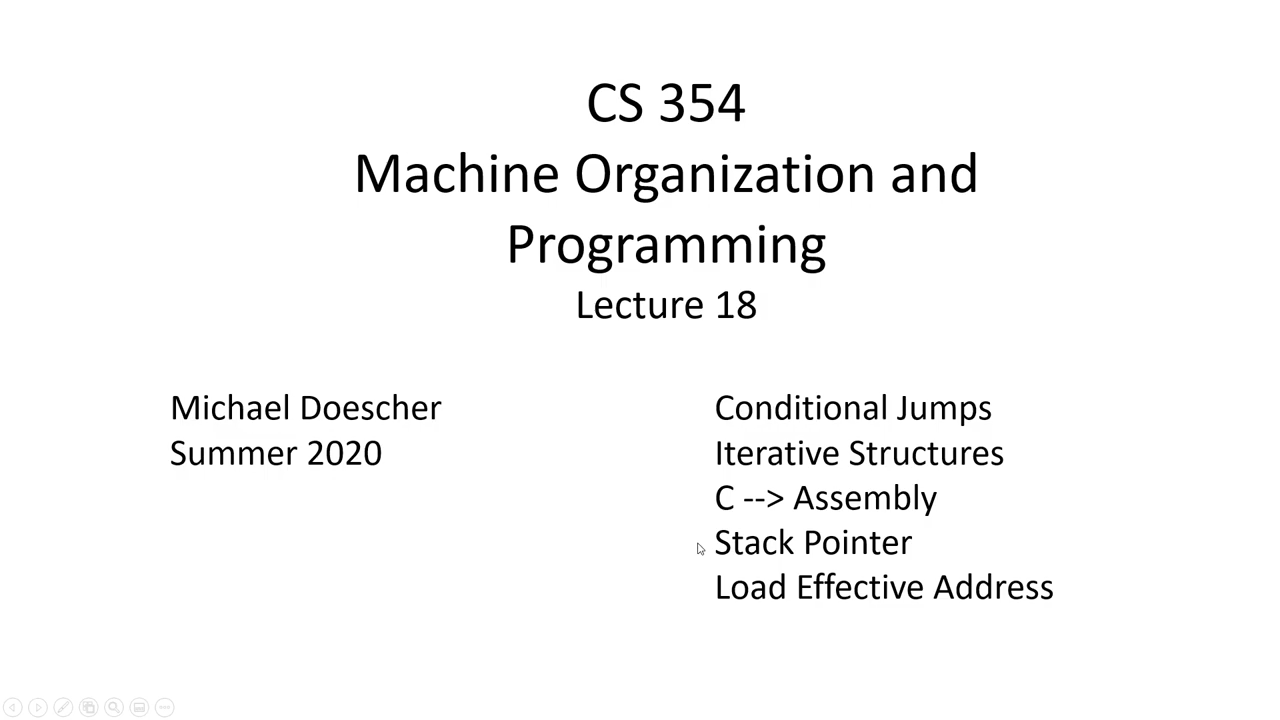 CS 354
Machine Organization and
Programming
Lecture 18
Michael Doescher
Summer 2020
Conditional Jumps
Iterative Structures
C --> Assembly
Stack Pointer
Load Effective Address